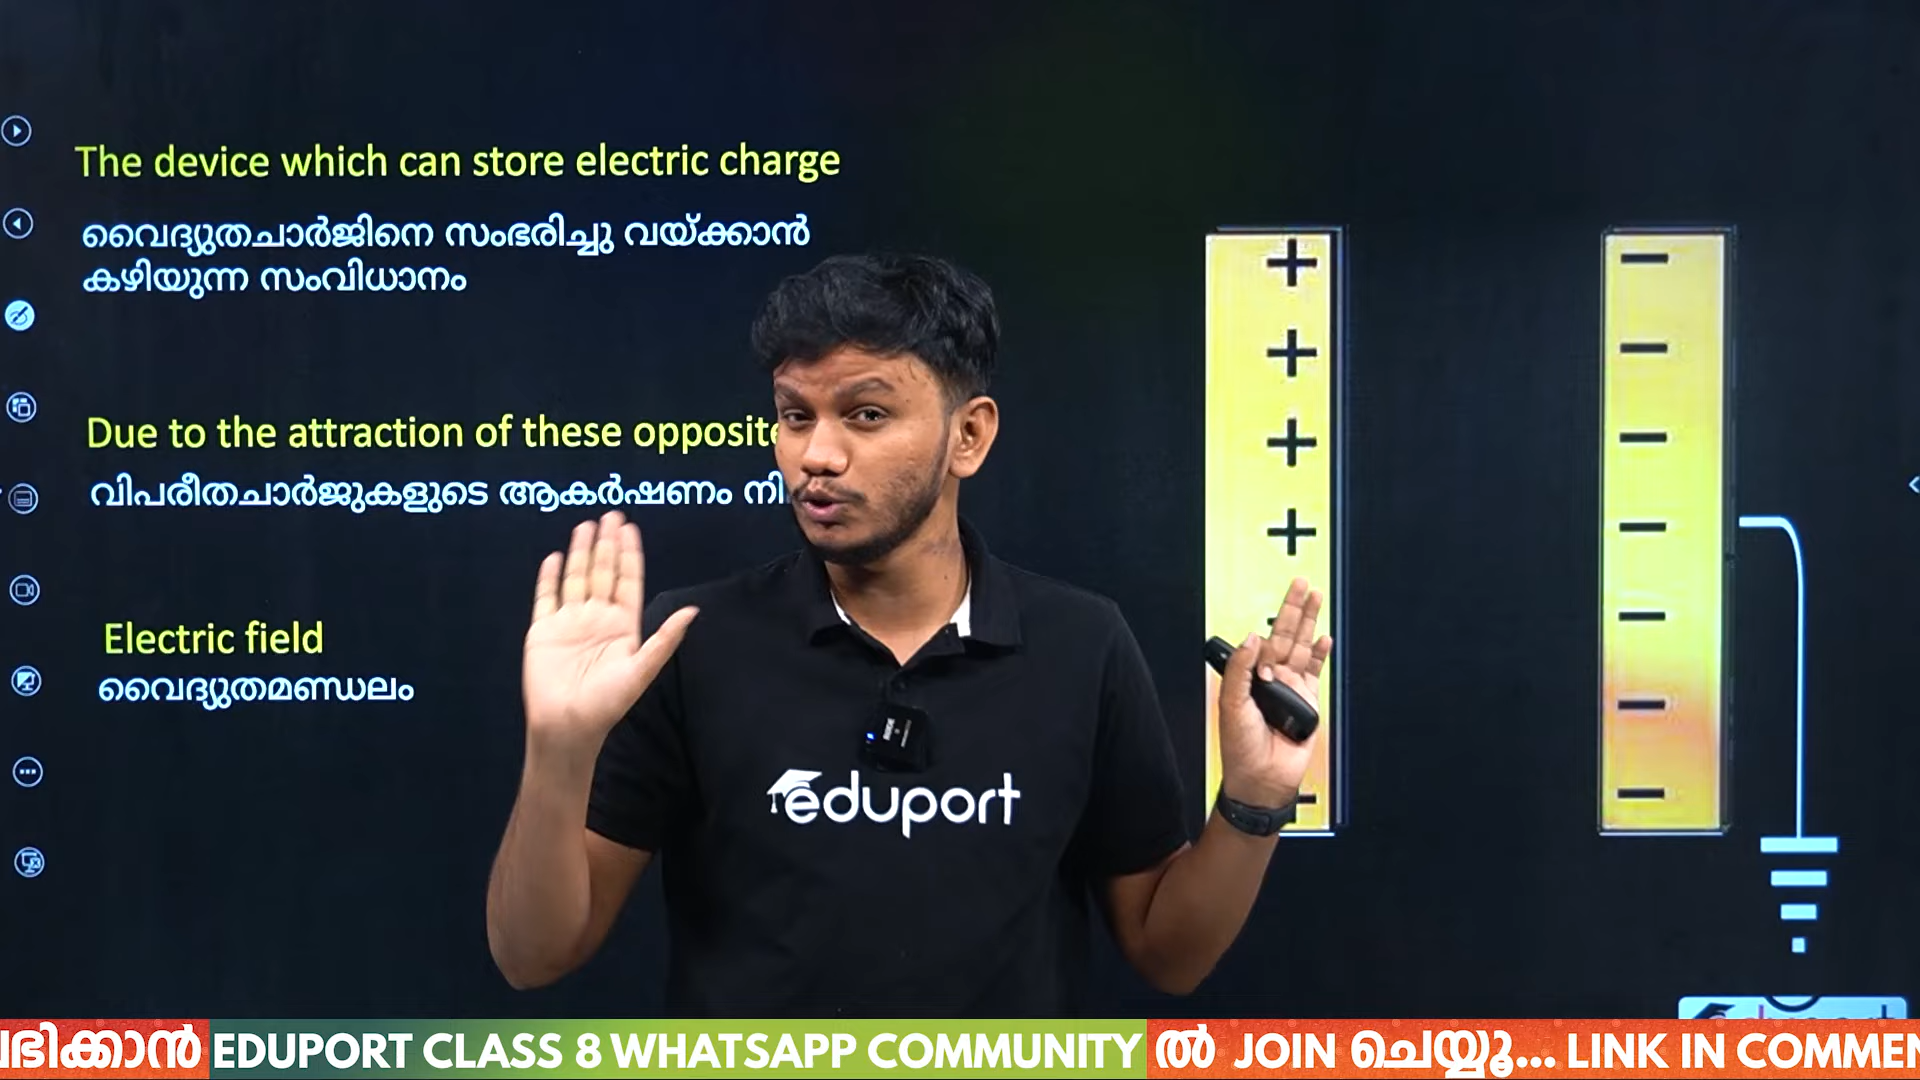 The device which can store electric charge
വൈദ്യുതചാർജിനെ സംഭരിച്ചു വയ്ക്കാൻ
കഴിയുന്ന സംവിധാനം
Due to the attraction of these opposite
വിപരീതചാർജുകളുടെ ആകർഷണം
Electric field
വൈദ്യുതമണ്ഡലം
eduport
EDUPORT CLASS 8 WHATSAPP COMMUNITY ൽ JOIN ചെയ്യൂ... LINK IN